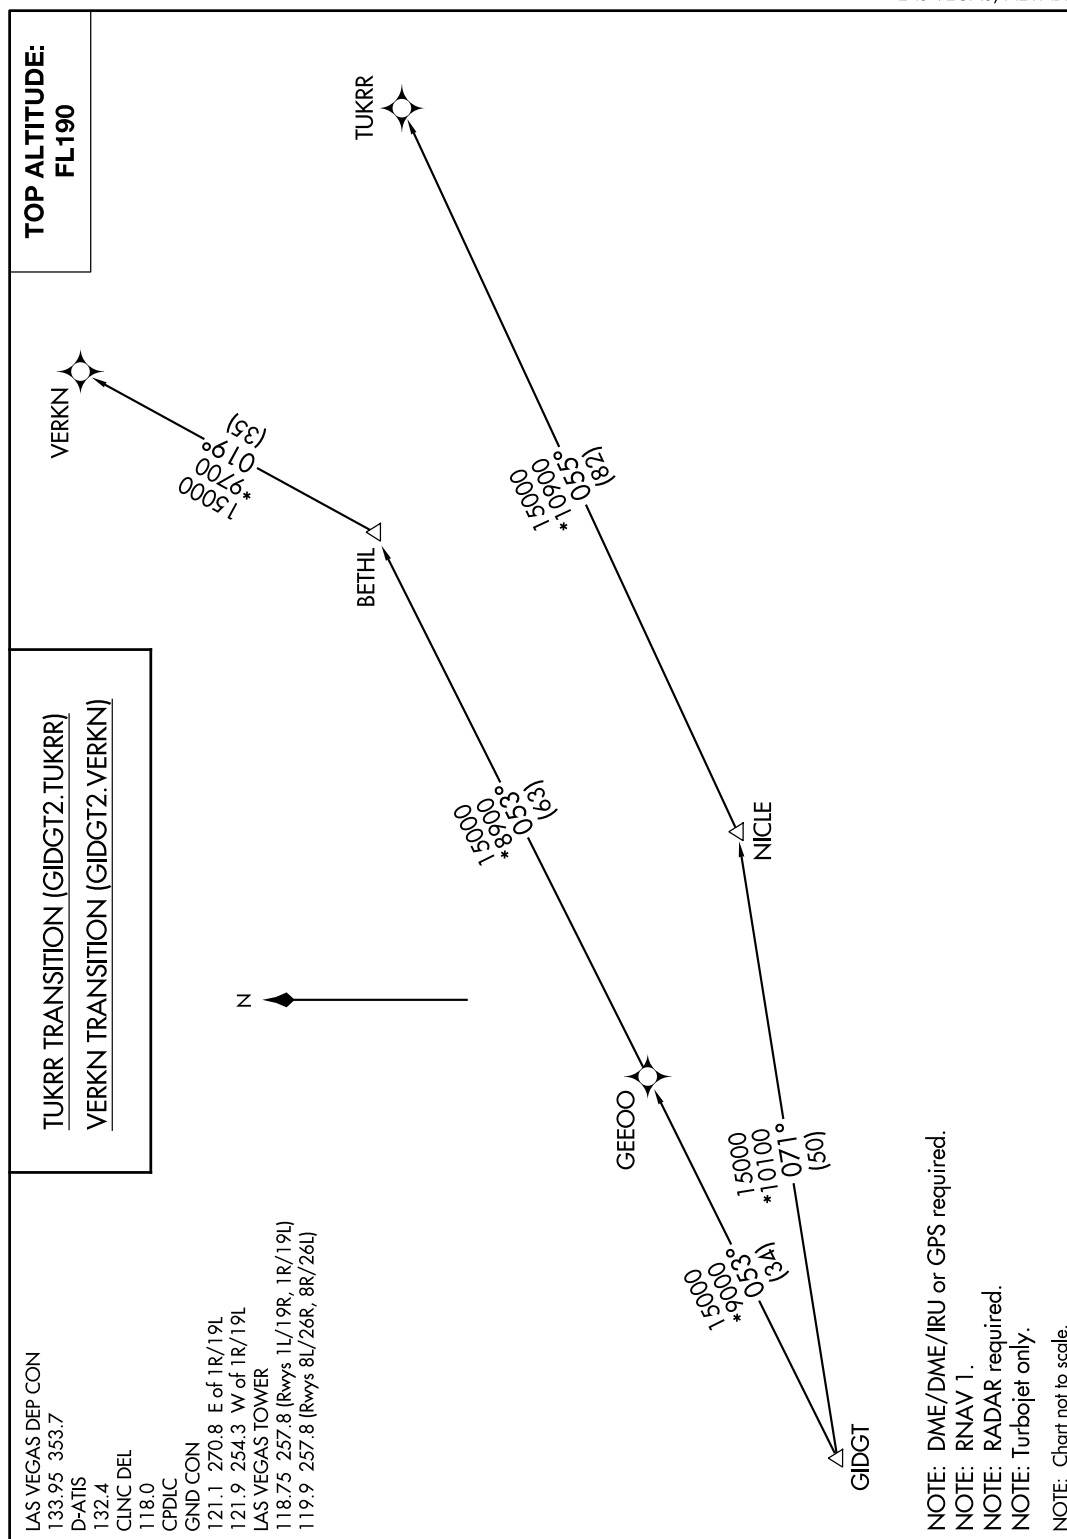 LAS VEGAS DEP CON
133.95 353.7
D-ATIS
132.4
CLNC DEL
118.0
CPDLC
GND CON
121.1 270.8 E of 1R/19L
121.9 254.3 W of 1R/19L
LAS VEGAS TOWER
118.75 257.8 (Rwys 1L/19R, 1R/19L)
119.9 257.8 (Rwys 8L/26R, 8R/26L)
TUKRR TRANSITION (GIDGT2.TUKRR)
VERKN TRANSITION (GIDGT2.VERKN)
TOP ALTITUDE:
FL190
N
VERKN
15000
*9700
019°
(35)
BETHL
TUKRR
15000
*10900
055°
(82)
15000
*8900
053°
(63)
GEEOO
NICLE
15000
*9000
053°
(34)
15000
*10100
071°
(50)
GIDGT
NOTE: DME/DME/IRU or GPS required.
NOTE: RNAV 1.
NOTE: RADAR required.
NOTE: Turbojet only.
NOTE: Chart not to scale.